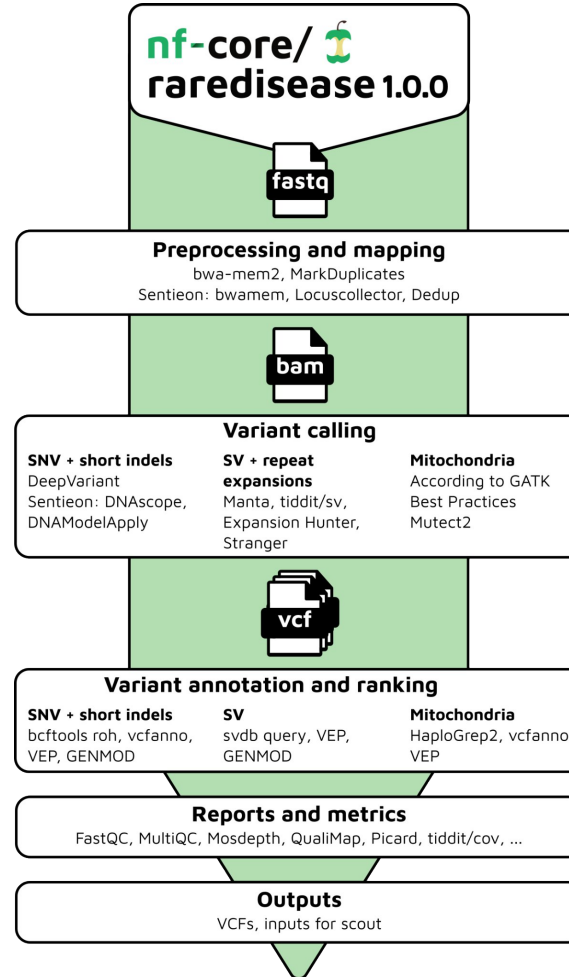 nf-core/
raredisease 1.0.0
fastq
Preprocessing and mapping
bwa-mem2, MarkDuplicates
Sentieon: bwamem, Locuscollector, Dedup
bam
Variant calling
SNV + short indels
DeepVariant
Sentieon: DNAscope,
DNAModelApply
SV + repeat
expansions
Manta, tiddit/sv,
Expansion Hunter,
Stranger
Mitochondria
According to GATK
Best Practices
Mutect2
vcf
Variant annotation and ranking
SNV + short indels
bcftools roh, vcfanno,
VEP, GENMOD
SV
svdb query, VEP,
GENMOD
Mitochondria
HaploGrep2, vcfanno
VEP
Reports and metrics
FastQC, MultiQC, Mosdepth, QualiMap, Picard, tiddit/cov, ...
Outputs
VCFs, inputs for scout